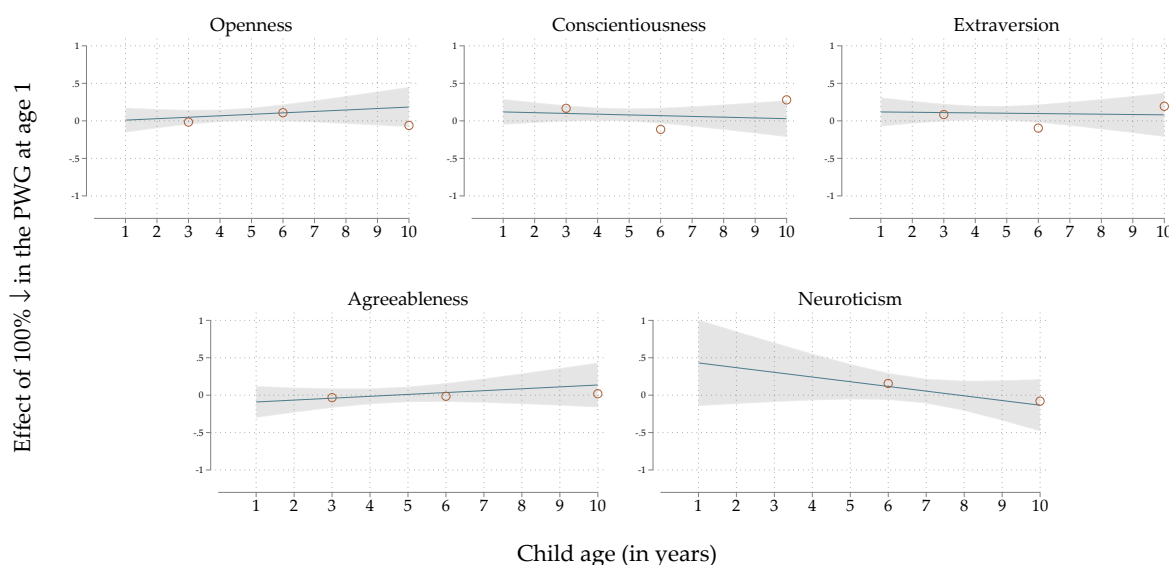 Openness
Conscientiousness
Extraversion
1
.5
0
-.5
-1
1 2 3 4 5 6 7 8 9 10
1
.5
0
-.5
-1
1 2 3 4 5 6 7 8 9 10
1
.5
0
-.5
-1
1 2 3 4 5 6 7 8 9 10
Effect of 100% ↓ in the PWG at age 1
Agreeableness
Neuroticism
1
.5
0
-.5
-1
1 2 3 4 5 6 7 8 9 10
1
.5
0
-.5
-1
1 2 3 4 5 6 7 8 9 10
Child age (in years)